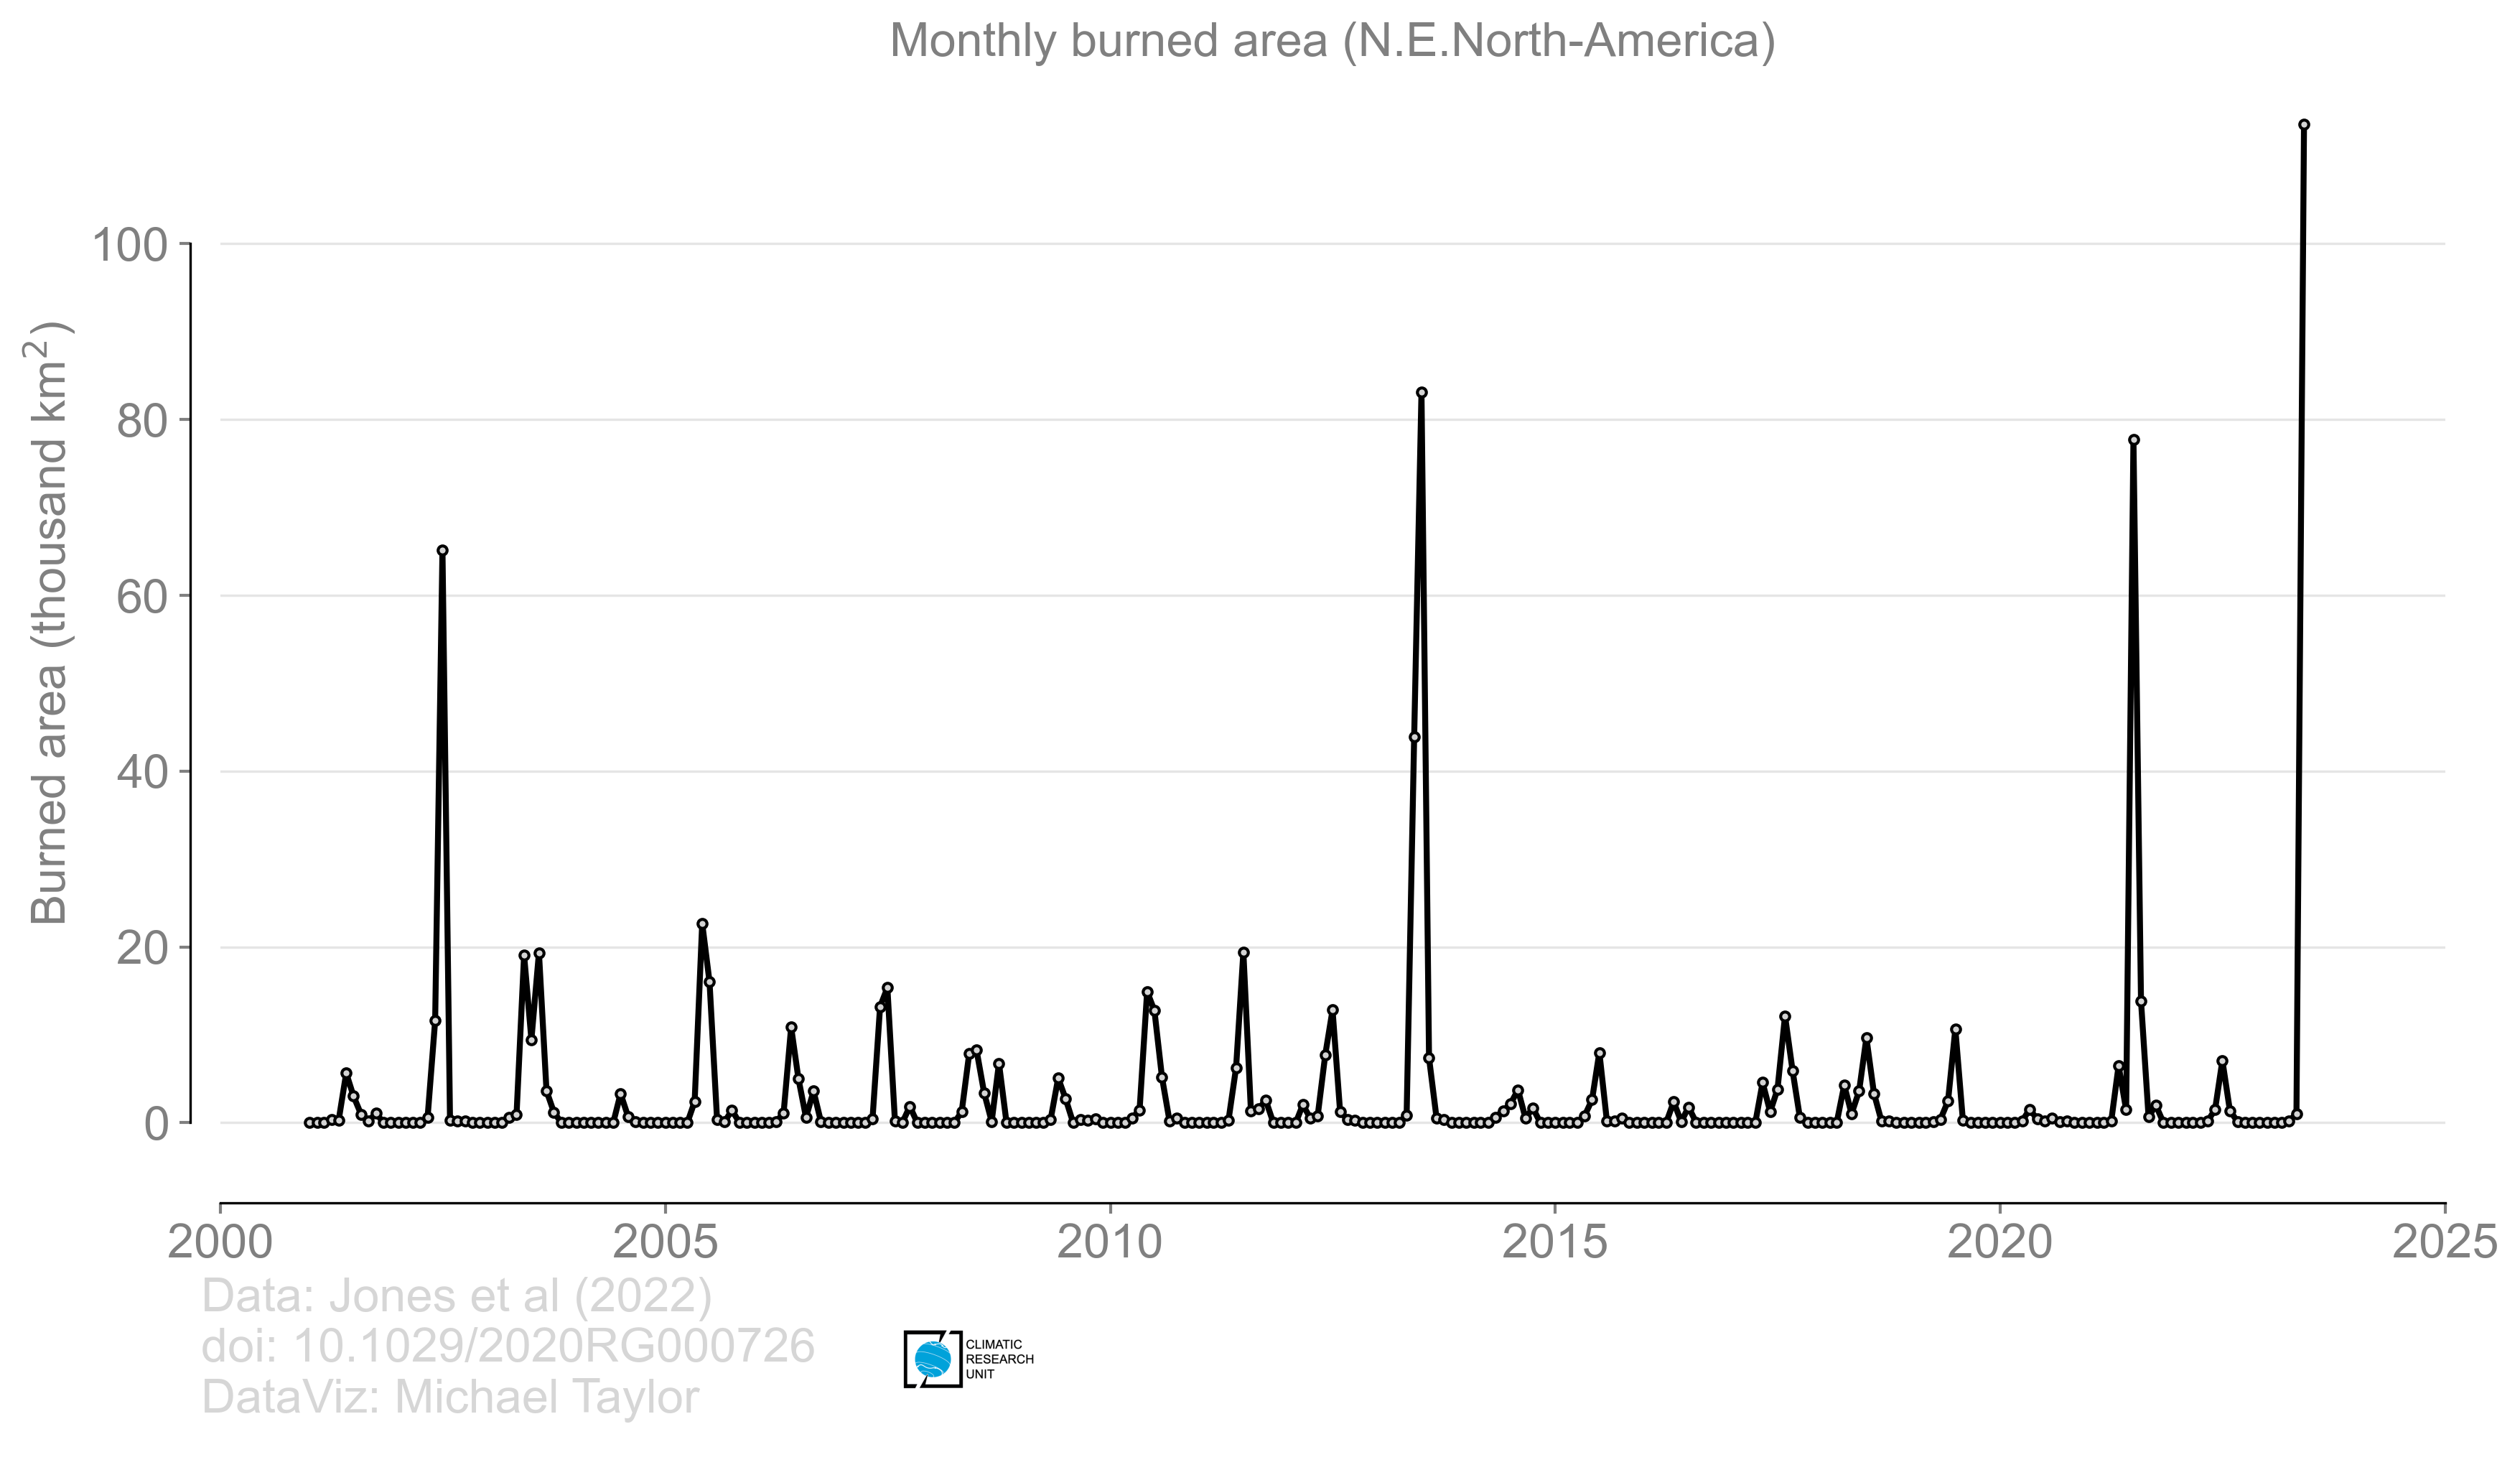 Monthly burned area (N.E.North-America)
Burned area (thousand km²)
100
80
60
40
20
0
2000
2005
2010
2015
2020
2025
Data: Jones et al (2022)
doi: 10.1029/2020RG000726
DataViz: Michael Taylor
CLIMATIC
RESEARCH
UNIT